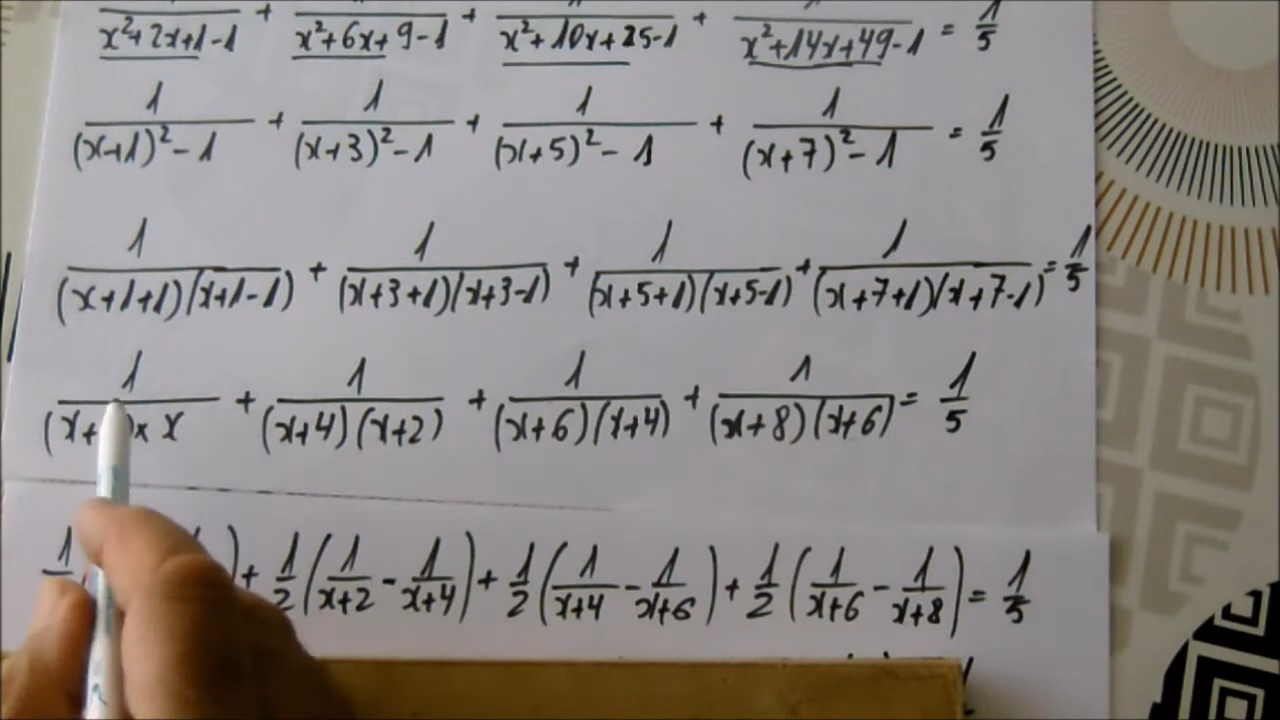 x²+2x+1-1 + x²+6x+9-1 + x²+10x+25-1 + x²+14x+49-1 = 1/5
1/((x+1)²-1) + 1/((x+3)²-1) + 1/((x+5)²-1) + 1/((x+7)²-1) = 1/5
1/((x+1+1)(x+1-1)) + 1/((x+3+1)(x+3-1)) + 1/((x+5+1)(x+5-1)) + 1/((x+7+1)(x+7-1)) = 1/5
1/((x+ )× x) + 1/((x+4)(x+2)) + 1/((x+6)(x+4)) + 1/((x+8)(x+6)) = 1/5
) + 1/2 (1/(x+2) - 1/(x+4)) + 1/2 (1/(x+4) - 1/(x+6)) + 1/2 (1/(x+6) - 1/(x+8)) = 1/5